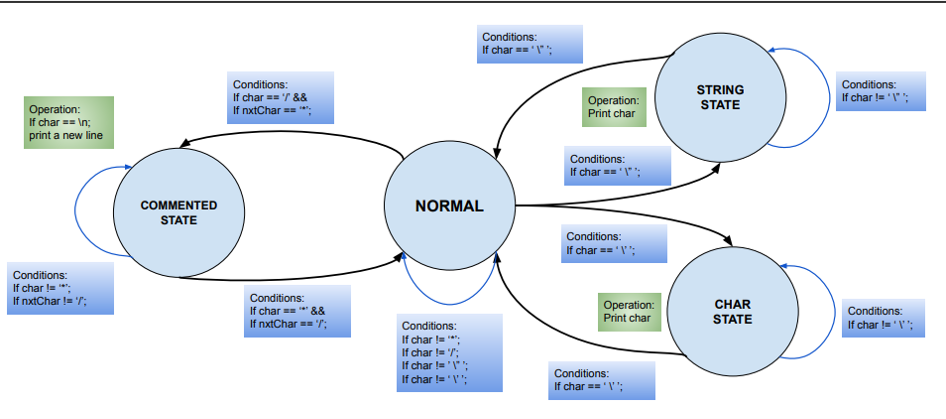 Conditions:
If char == ‘ \” ’;
STRING
STATE
Conditions:
If char != ‘ \” ’;
Operation:
Print char
Conditions:
If char == ‘/’ &&
If nxtChar == ‘*’;
Operation:
If char == \n;
print a new line
Conditions:
If char == ‘ \” ’;
COMMENTED
STATE
NORMAL
Conditions:
If char == ‘ \’ ’;
Conditions:
If char != ‘*’;
If nxtChar != ‘/’;
Conditions:
If char == ‘*’ &&
If nxtChar == ‘/’;
Conditions:
If char != ‘*’;
If char != ‘/’;
If char != ‘ \” ’;
If char != ‘ \’ ’;
Operation:
Print char
CHAR
STATE
Conditions:
If char != ‘ \’ ’;
Conditions:
If char == ‘ \’ ’;